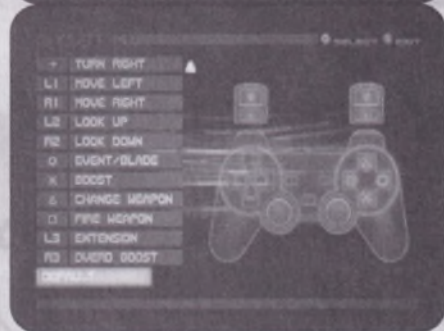 → TURN RIGHT
L1 MOVE LEFT
R1 MOVE RIGHT
L2 LOOK UP
R2 LOOK DOWN
○ EVENT/BLADE
× BOOST
△ CHANGE WEAPON
□ FIRE WEAPON
L3 EXTENSION
R3 OVERD BOOST
DEFAULT
SELECT EXIT